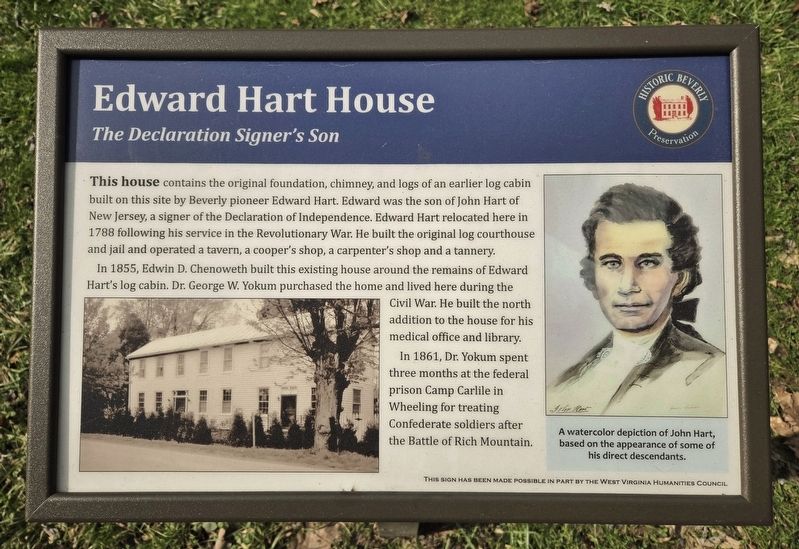 Edward Hart House
The Declaration Signer's Son
HISTORIC BEVERLY
Preservation
This house contains the original foundation, chimney, and logs of an earlier log cabin
built on this site by Beverly pioneer Edward Hart. Edward was the son of John Hart of
New Jersey, a signer of the Declaration of Independence. Edward Hart relocated here in
1788 following his service in the Revolutionary War. He built the original log courthouse
and jail and operated a tavern, a cooper's shop, a carpenter's shop and a tannery.
In 1855, Edwin D. Chenoweth built this existing house around the remains of Edward
Hart's log cabin. Dr. George W. Yokum purchased the home and lived here during the
Civil War. He built the north
addition to the house for his
medical office and library.
In 1861, Dr. Yokum spent
three months at the federal
prison Camp Carlile in
Wheeling for treating
Confederate soldiers after
the Battle of Rich Mountain.
John Hart
A watercolor depiction of John Hart,
based on the appearance of some of
his direct descendants.
THIS SIGN HAS BEEN MADE POSSIBLE IN PART BY THE WEST VIRGINIA HUMANITIES COUNCIL